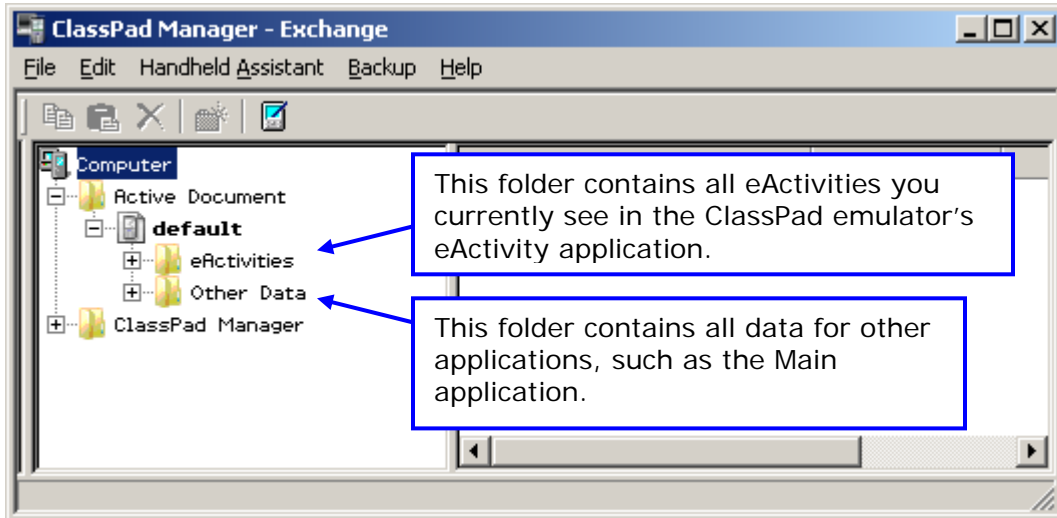 ClassPad Manager - Exchange
File Edit Handheld Assistant Backup Help
Computer
Active Document
default
eActivities
Other Data
ClassPad Manager
This folder contains all eActivities you
currently see in the ClassPad emulator's
eActivity application.
This folder contains all data for other
applications, such as the Main
application.